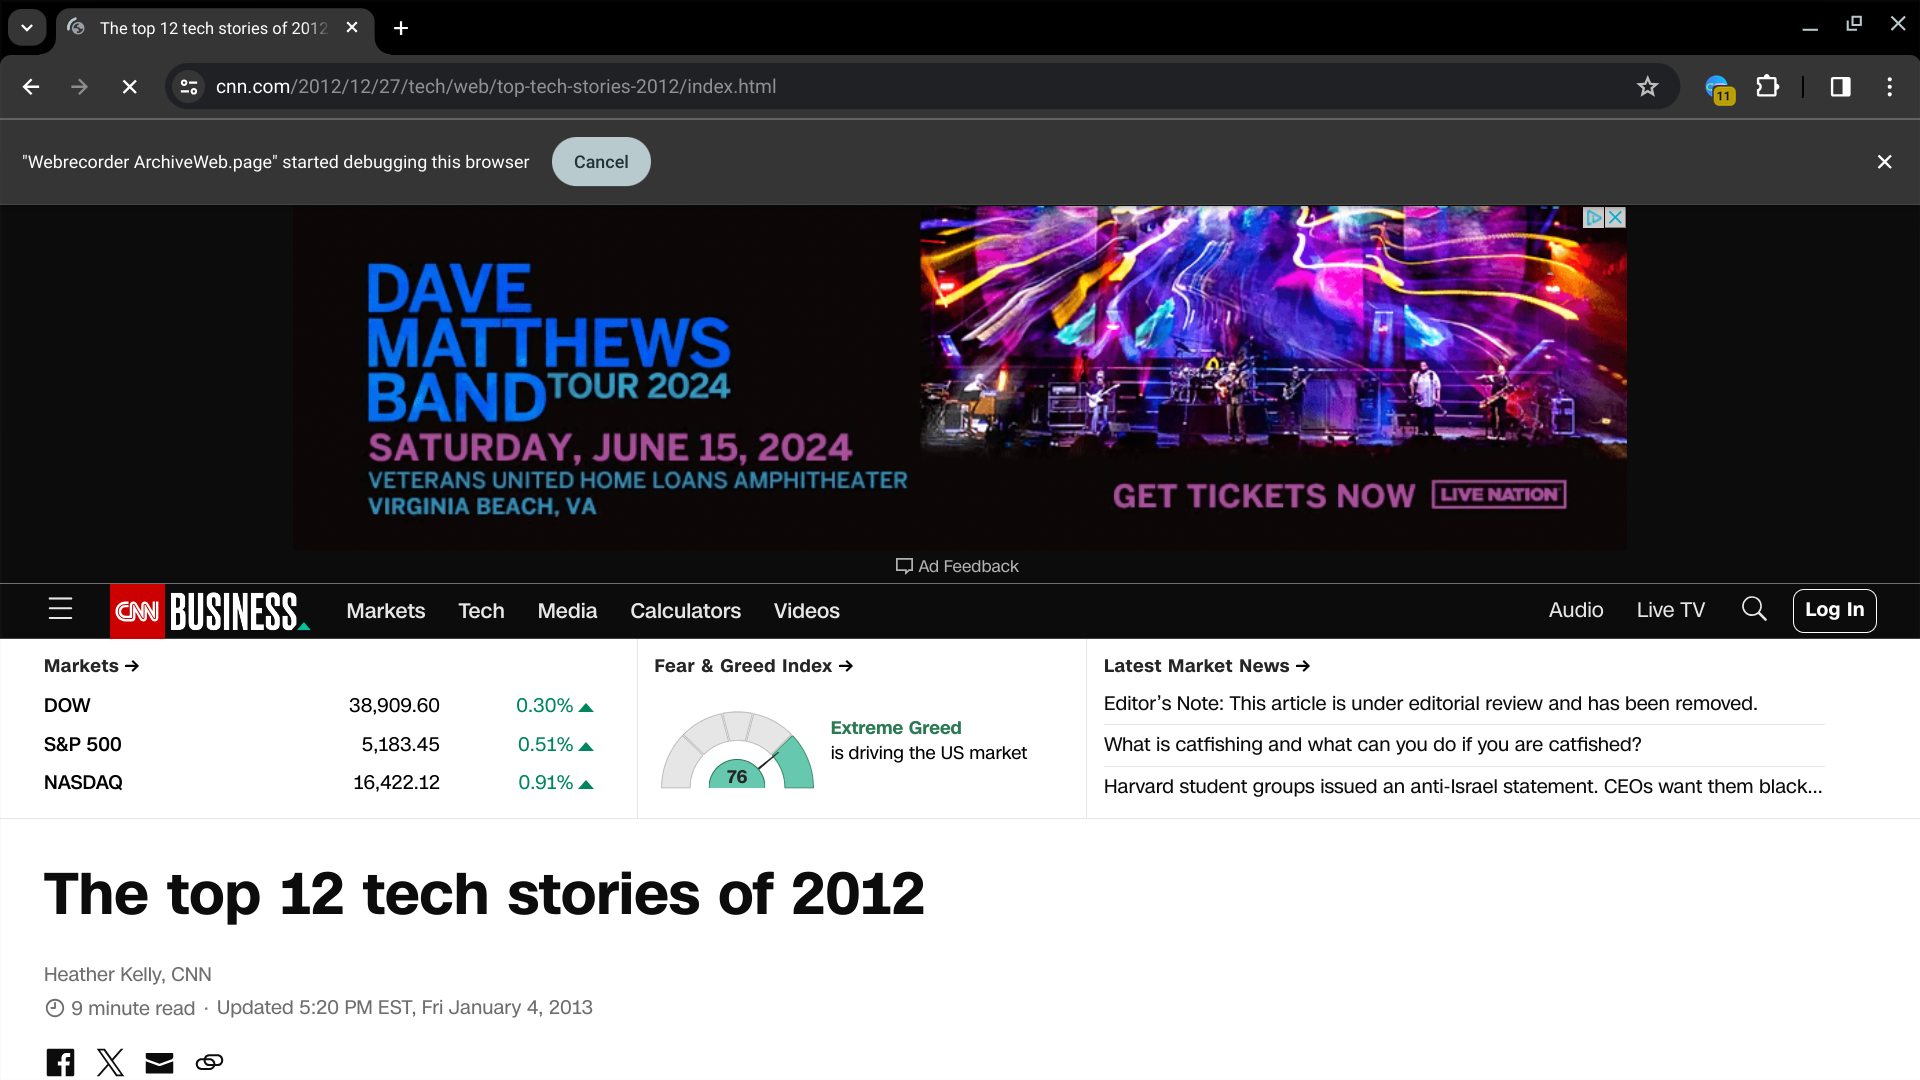 The top 12 tech stories of 2012
cnn.com/2012/12/27/tech/web/top-tech-stories-2012/index.html
11
"Webrecorder ArchiveWeb.page" started debugging this browser
Cancel
DAVE
MATTHEWS
BAND TOUR 2024
SATURDAY, JUNE 15, 2024
VETERANS UNITED HOME LOANS AMPHITHEATER
VIRGINIA BEACH, VA
GET TICKETS NOW LIVE NATION
Ad Feedback
CNN BUSINESS Markets Tech Media Calculators Videos Audio Live TV Log In
Markets
DOW 38,909.60 0.30%
S&P 500 5,183.45 0.51%
NASDAQ 16,422.12 0.91%
Fear & Greed Index
76
Extreme Greed
is driving the US market
Latest Market News
Editor’s Note: This article is under editorial review and has been removed.
What is catfishing and what can you do if you are catfished?
Harvard student groups issued an anti-Israel statement. CEOs want them black...
The top 12 tech stories of 2012
Heather Kelly, CNN
9 minute read · Updated 5:20 PM EST, Fri January 4, 2013